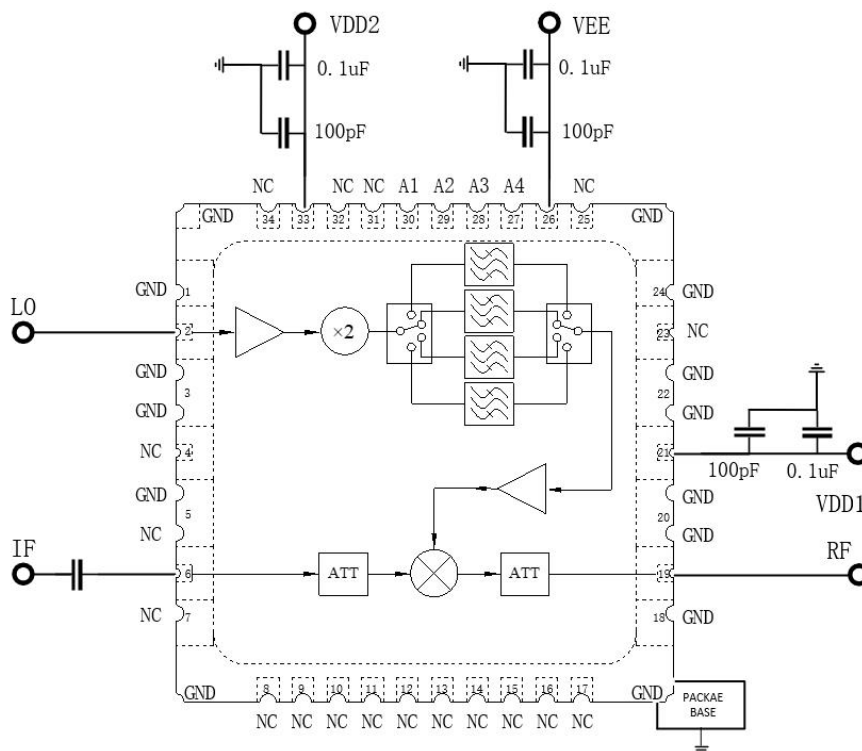 VDD2
VEE
0.1uF
0.1uF
100pF
100pF
NC NC NC A1 A2 A3 A4 NC
GND 34 33 32 31 30 29 28 27 26 25 GND
GND 1
24 GND
LO
2
×2
23 NC
GND
GND
3
22
GND
GND
NC 4
21
100pF 0.1uF
GND
GND
VDD1
5
20
NC
GND
IF
RF
6
ATT
ATT
19
NC 7
18 GND
GND 8 9 10 11 12 13 14 15 16 17 GND
NC NC NC NC NC NC NC NC NC NC
PACKAE
BASE